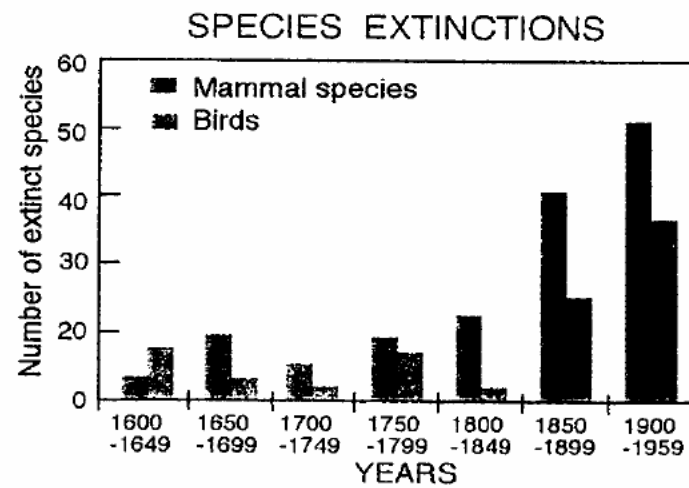 SPECIES EXTINCTIONS
Number of extinct species
60
50
40
30
20
0
Mammal species
Birds
1600 1650 1700 1750 1800 1850 1900
-1649 -1699 -1749 -1799 -1849 -1899 -1959
YEARS